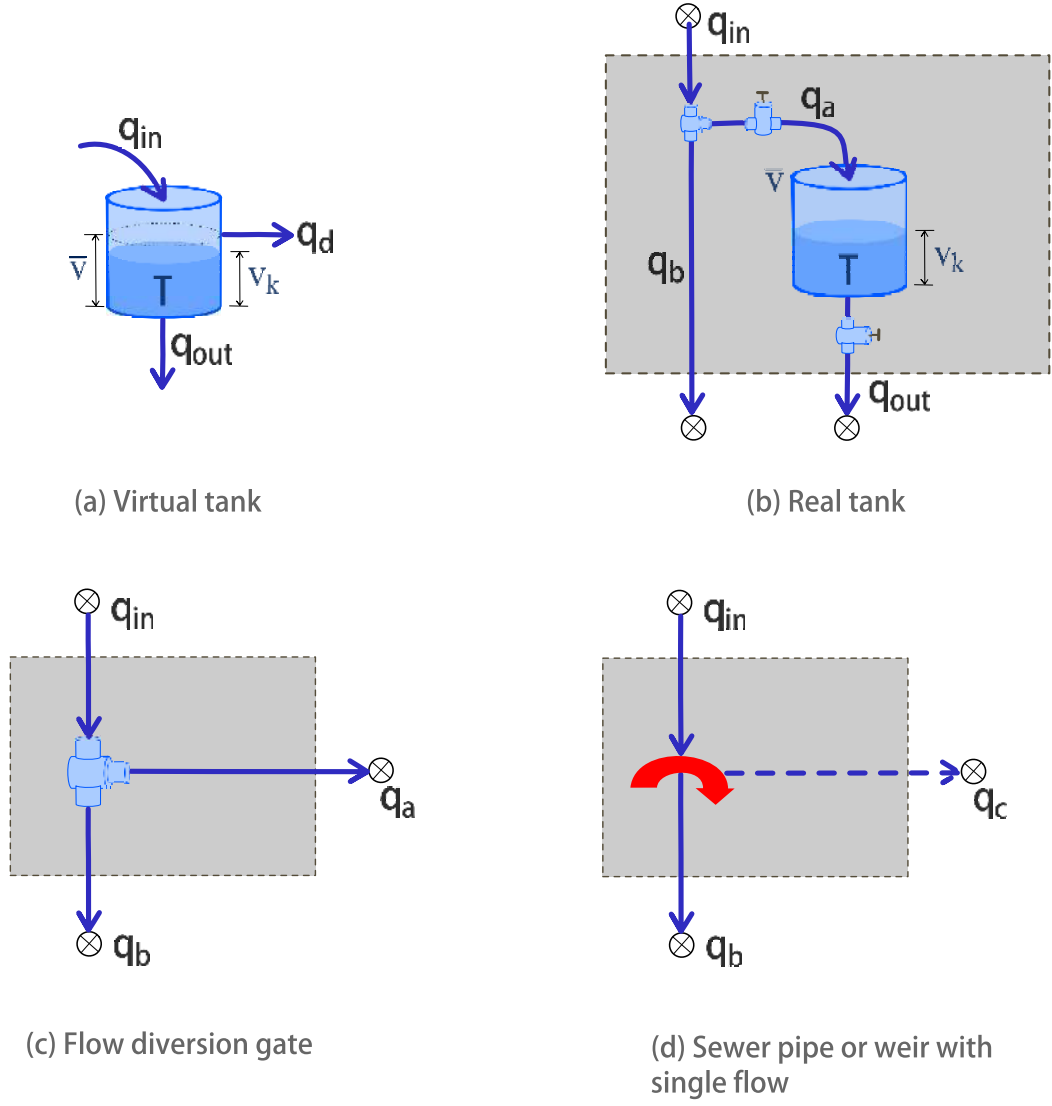 q_in
q_d
v̅
T
v_k
q_out
(a) Virtual tank
q_in
q_a
v̅
q_b
T
v_k
q_out
(b) Real tank
q_in
q_a
q_b
(c) Flow diversion gate
q_in
q_c
q_b
(d) Sewer pipe or weir with
single flow